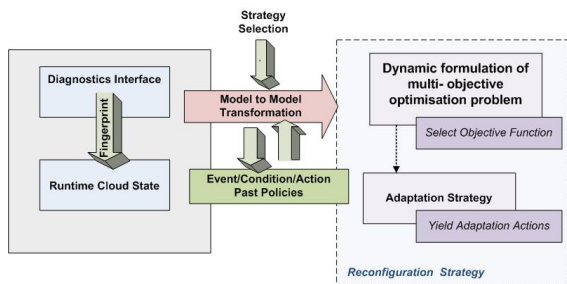 Strategy
Selection
Diagnostics Interface
Fingerprint
Runtime Cloud State
Model to Model
Transformation
Event/Condition/Action
Past Policies
Dynamic formulation of
multi- objective
optimisation problem
Select Objective Function
Adaptation Strategy
Yield Adaptation Actions
Reconfiguration Strategy